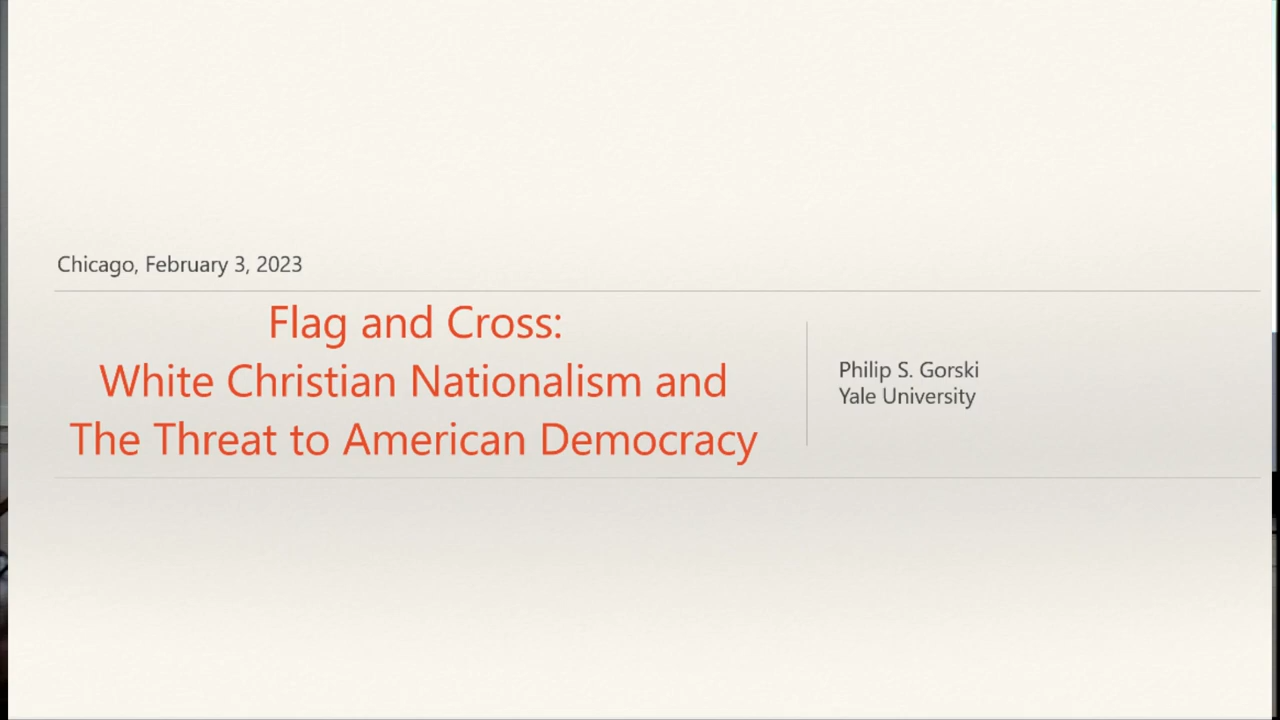 Chicago, February 3, 2023
Flag and Cross:
White Christian Nationalism and
The Threat to American Democracy
Philip S. Gorski
Yale University